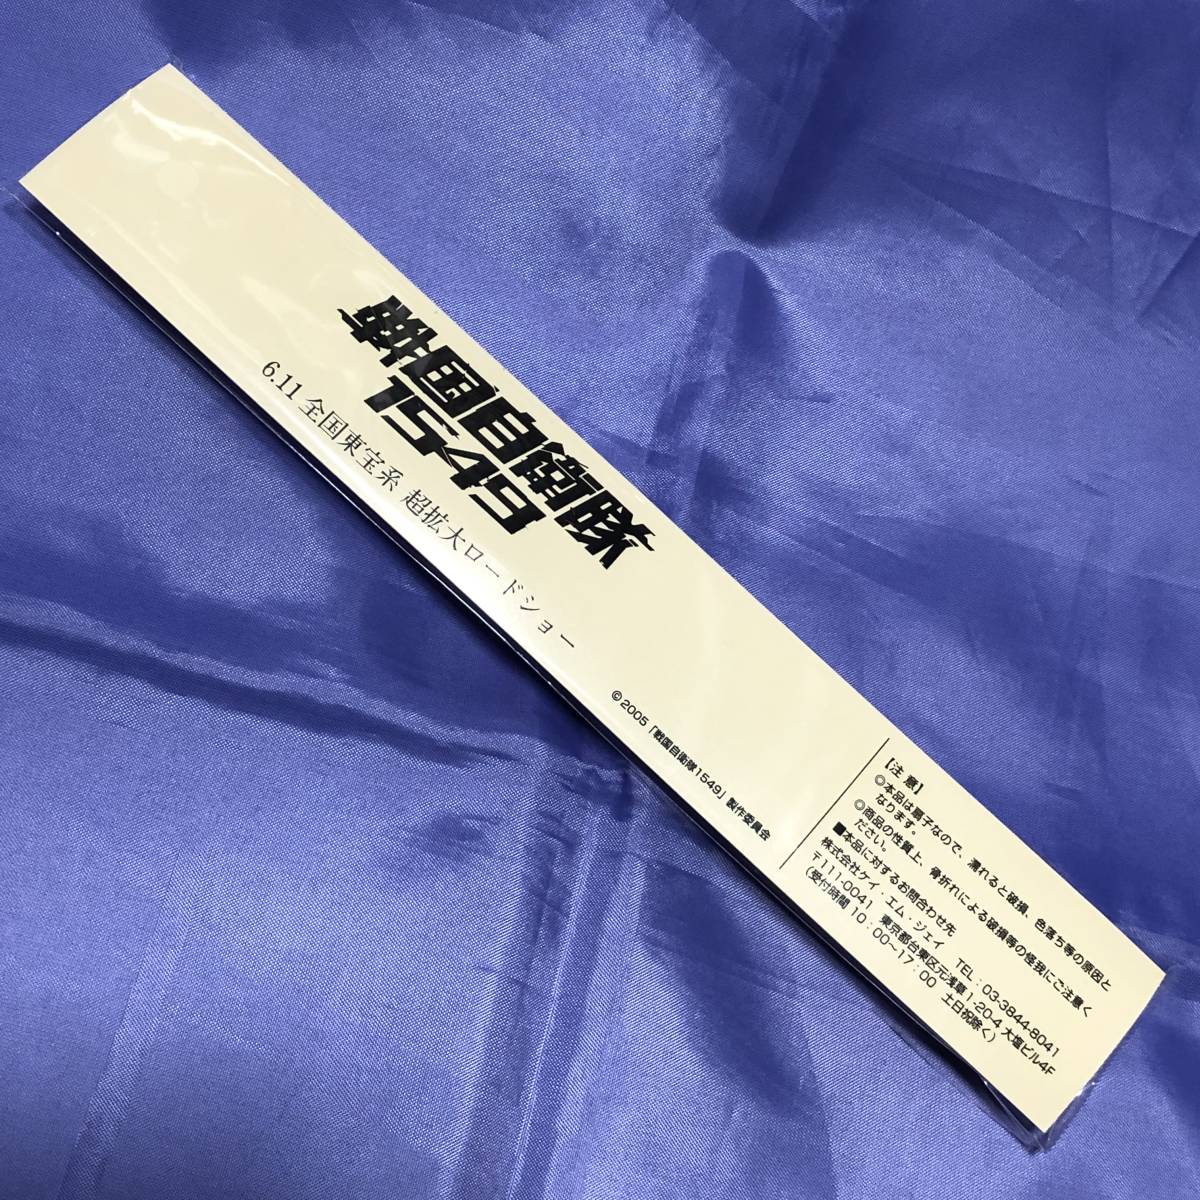 戦国自衛隊
1549
6.11 全国東宝系 超拡大ロードショー
©2005「戦国自衛隊1549」製作委員会
【注 意】
◎本品は扇子なので、濡れると破損、色落ち等の原因と
なります。
◎商品の性質上、骨折れによる破損等の怪我にご注意く
ださい。
■本品に対するお問合わせ先
株式会社ケイ・エム・ジェイ TEL:03-3844-8041
〒111-0041 東京都台東区元浅草1-20-4 大塩ビル4F
(受付時間 10:00~17:00 土日祝除く)